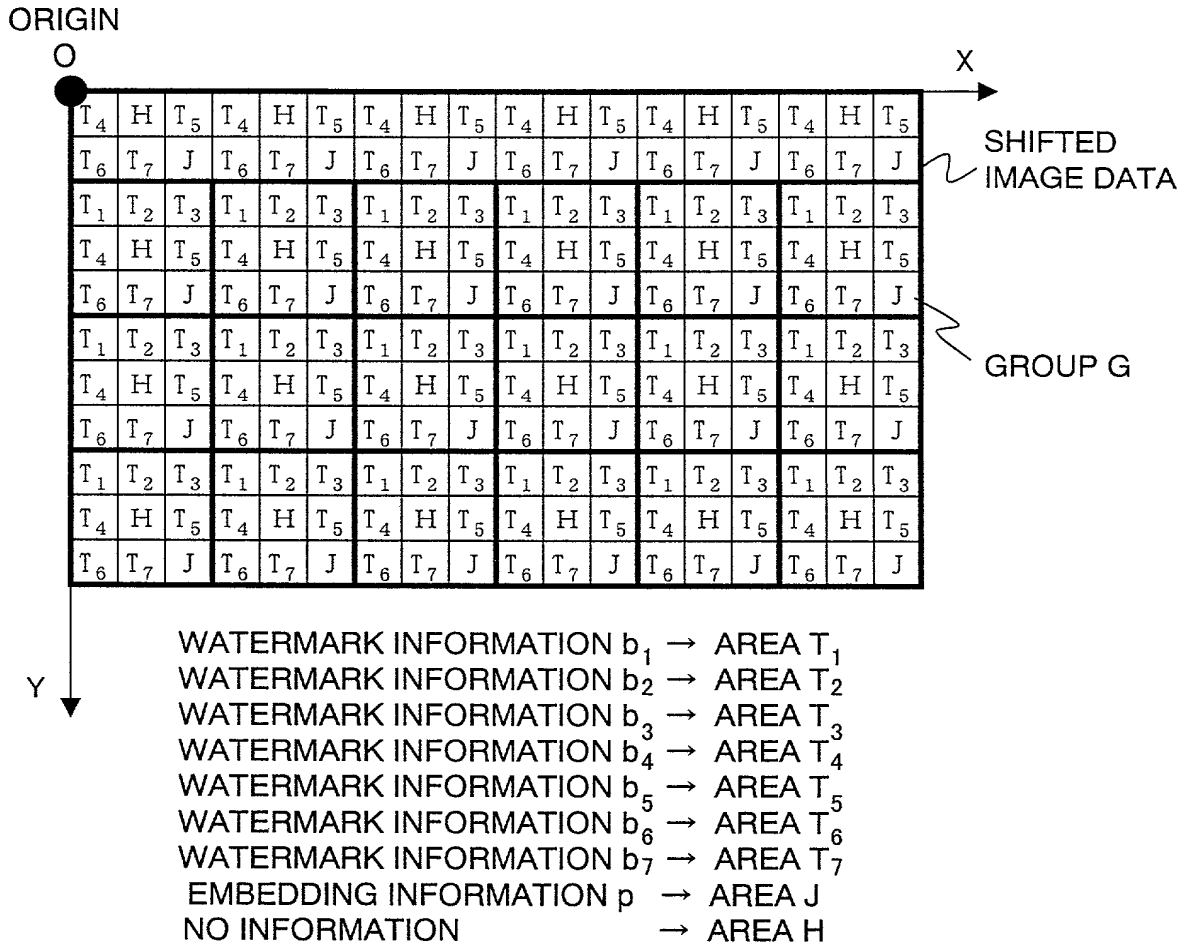 ORIGIN
O
X
T4 H T5 T4 H T5 T4 H T5 T4 H T5 T4 H T5 T4 H T5
T6 T7 J T6 T7 J T6 T7 J T6 T7 J T6 T7 J T6 T7 J
SHIFTED
IMAGE DATA
T1 T2 T3 T1 T2 T3 T1 T2 T3 T1 T2 T3 T1 T2 T3 T1 T2 T3
T4 H T5 T4 H T5 T4 H T5 T4 H T5 T4 H T5 T4 H T5
T6 T7 J T6 T7 J T6 T7 J T6 T7 J T6 T7 J T6 T7 J
T1 T2 T3 T1 T2 T3 T1 T2 T3 T1 T2 T3 T1 T2 T3 T1 T2 T3
GROUP G
T4 H T5 T4 H T5 T4 H T5 T4 H T5 T4 H T5 T4 H T5
T6 T7 J T6 T7 J T6 T7 J T6 T7 J T6 T7 J T6 T7 J
T1 T2 T3 T1 T2 T3 T1 T2 T3 T1 T2 T3 T1 T2 T3 T1 T2 T3
T4 H T5 T4 H T5 T4 H T5 T4 H T5 T4 H T5 T4 H T5
T6 T7 J T6 T7 J T6 T7 J T6 T7 J T6 T7 J T6 T7 J
Y
WATERMARK INFORMATION b1 → AREA T1
WATERMARK INFORMATION b2 → AREA T2
WATERMARK INFORMATION b3 → AREA T3
WATERMARK INFORMATION b4 → AREA T4
WATERMARK INFORMATION b5 → AREA T5
WATERMARK INFORMATION b6 → AREA T6
WATERMARK INFORMATION b7 → AREA T7
EMBEDDING INFORMATION p → AREA J
NO INFORMATION → AREA H